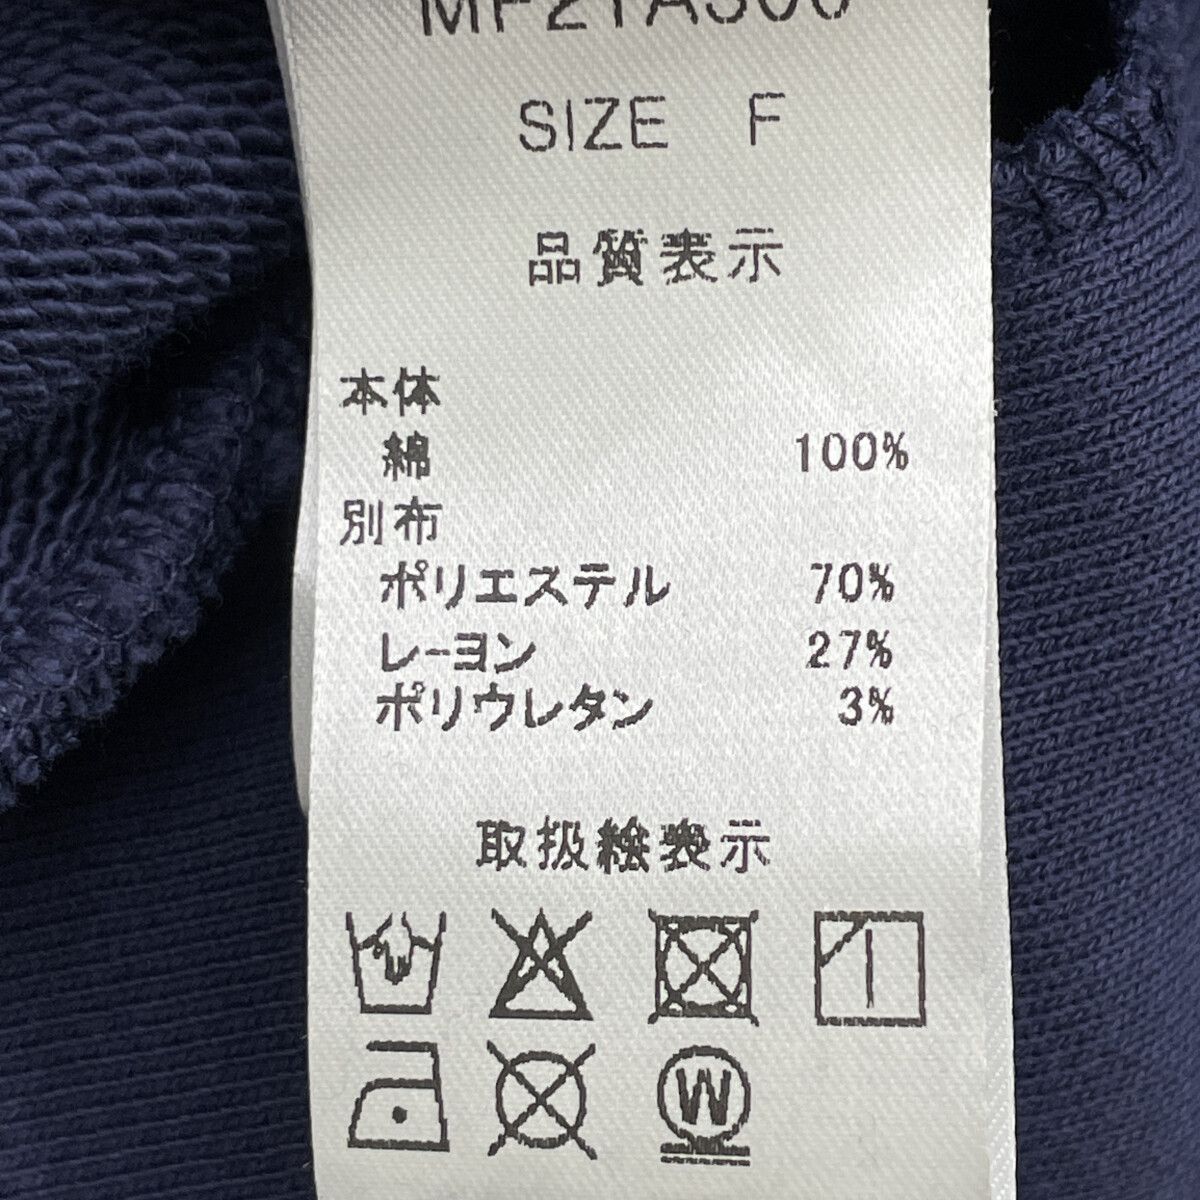 SIZE F
品質表示
本体
綿 100%
別布
ポリエステル 70%
レーヨン 27%
ポリウレタン 3%
取扱絵表示
W